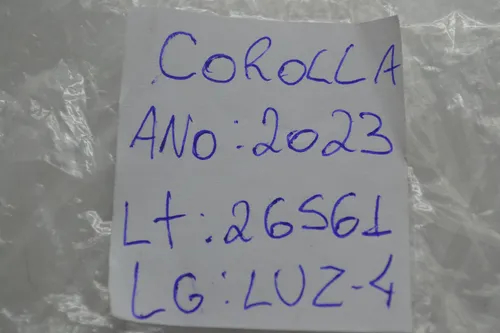 COROLLA
ANO: 2023
Lt: 26561
LG: LUZ-4